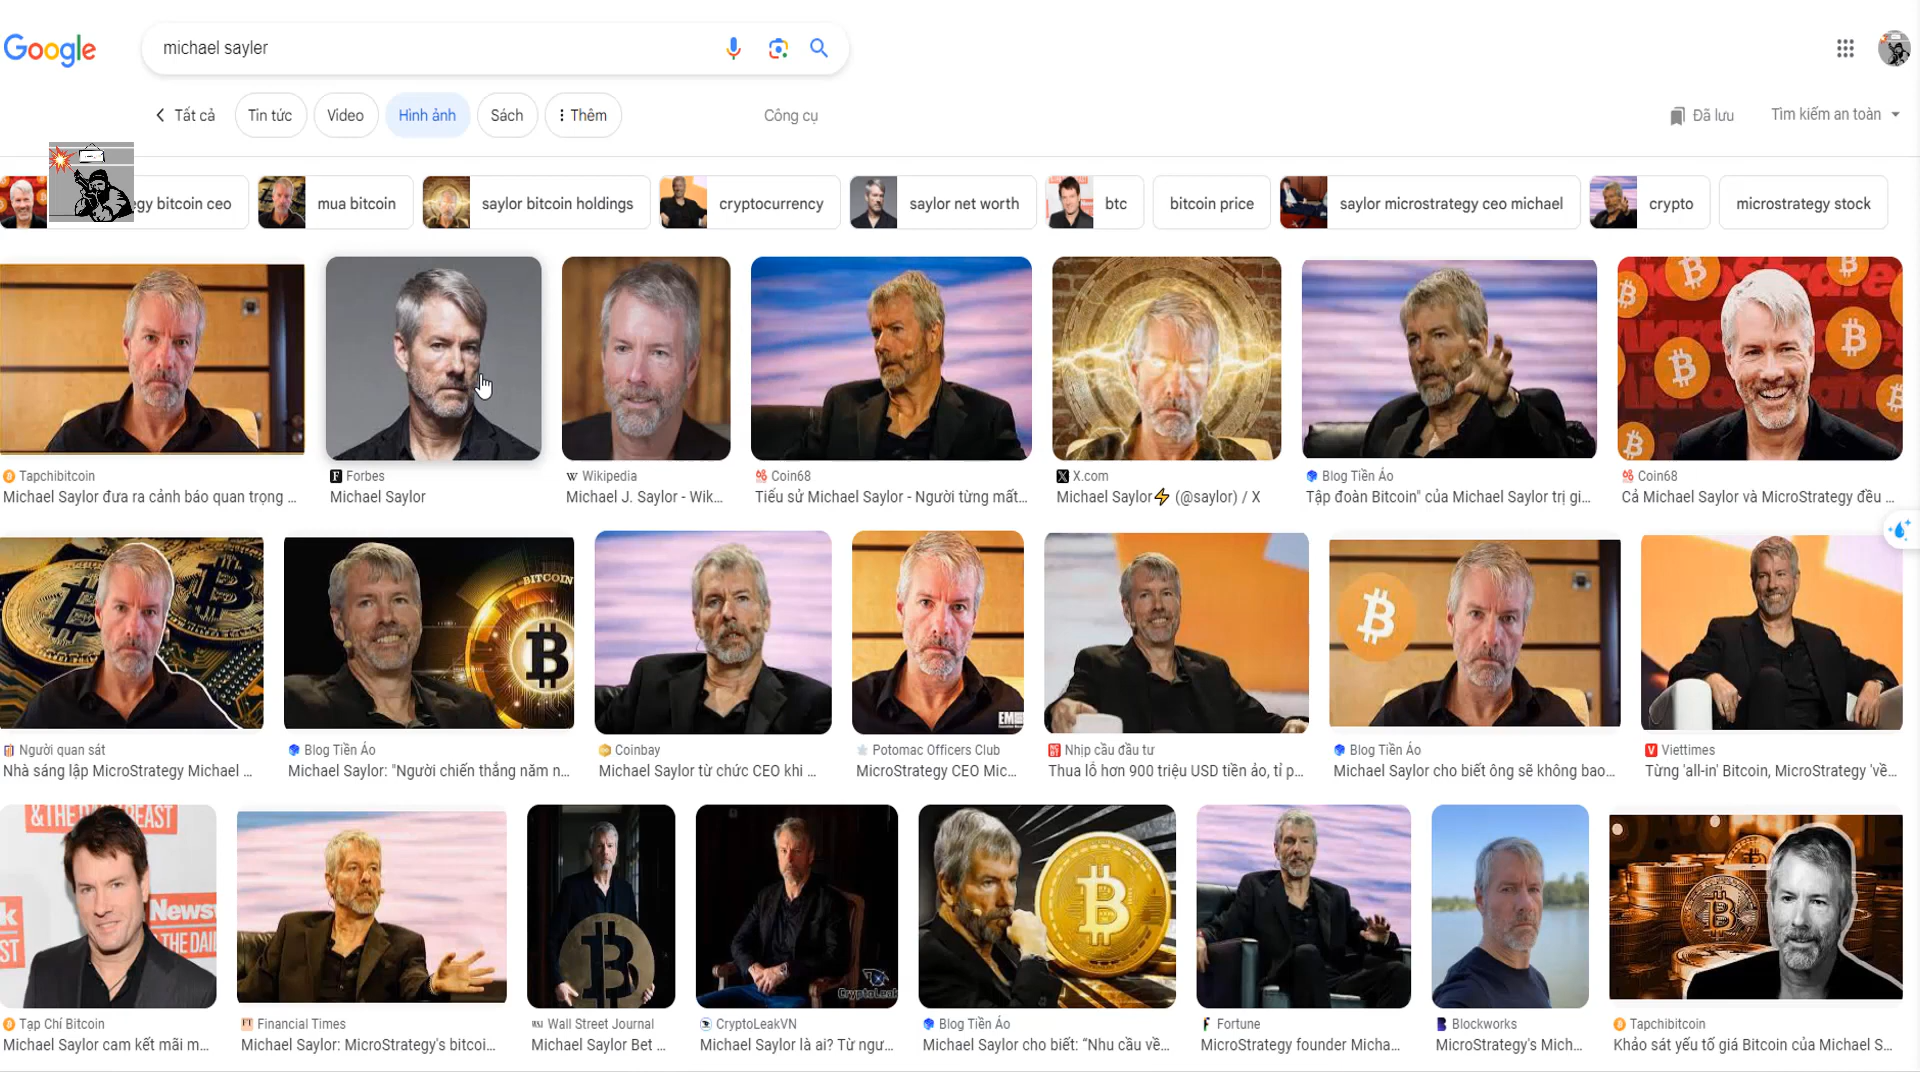 Google
michael sayler
Tất cả
Tin tức
Video
Hình ảnh
Sách
Thêm
Công cụ
Đã lưu
Tìm kiếm an toàn
egy bitcoin ceo
mua bitcoin
saylor bitcoin holdings
cryptocurrency
saylor net worth
btc
bitcoin price
saylor microstrategy ceo michael
crypto
microstrategy stock
Tapchibitcoin
Michael Saylor đưa ra cảnh báo quan trọng ...
Forbes
Michael Saylor
Wikipedia
Michael J. Saylor - Wik...
Coin68
Tiểu sử Michael Saylor - Người từng mất...
X.com
Michael Saylor⚡ (@saylor) / X
Blog Tiền Ảo
Tập đoàn Bitcoin" của Michael Saylor trị gi...
Coin68
Cả Michael Saylor và MicroStrategy đều ...
BITCOIN
Người quan sát
Nhà sáng lập MicroStrategy Michael ...
Blog Tiền Ảo
Michael Saylor: "Người chiến thắng năm n...
Coinbay
Michael Saylor từ chức CEO khi ...
Potomac Officers Club
MicroStrategy CEO Mic...
Nhịp cầu đầu tư
Thua lỗ hơn 900 triệu USD tiền ảo, tỉ p...
Blog Tiền Ảo
Michael Saylor cho biết ông sẽ không bao...
Viettimes
Từng 'all-in' Bitcoin, MicroStrategy 'về...
& THE DAILY BEAST
News
THE DAI
CryptoLeak
Tạp Chí Bitcoin
Michael Saylor cam kết mãi m...
Financial Times
Michael Saylor: MicroStrategy's bitcoi...
Wall Street Journal
Michael Saylor Bet ...
CryptoLeakVN
Michael Saylor là ai? Từ ngư...
Blog Tiền Ảo
Michael Saylor cho biết: “Nhu cầu về...
Fortune
MicroStrategy founder Micha...
Blockworks
MicroStrategy's Mich...
Tapchibitcoin
Khảo sát yếu tố giá Bitcoin của Michael S...